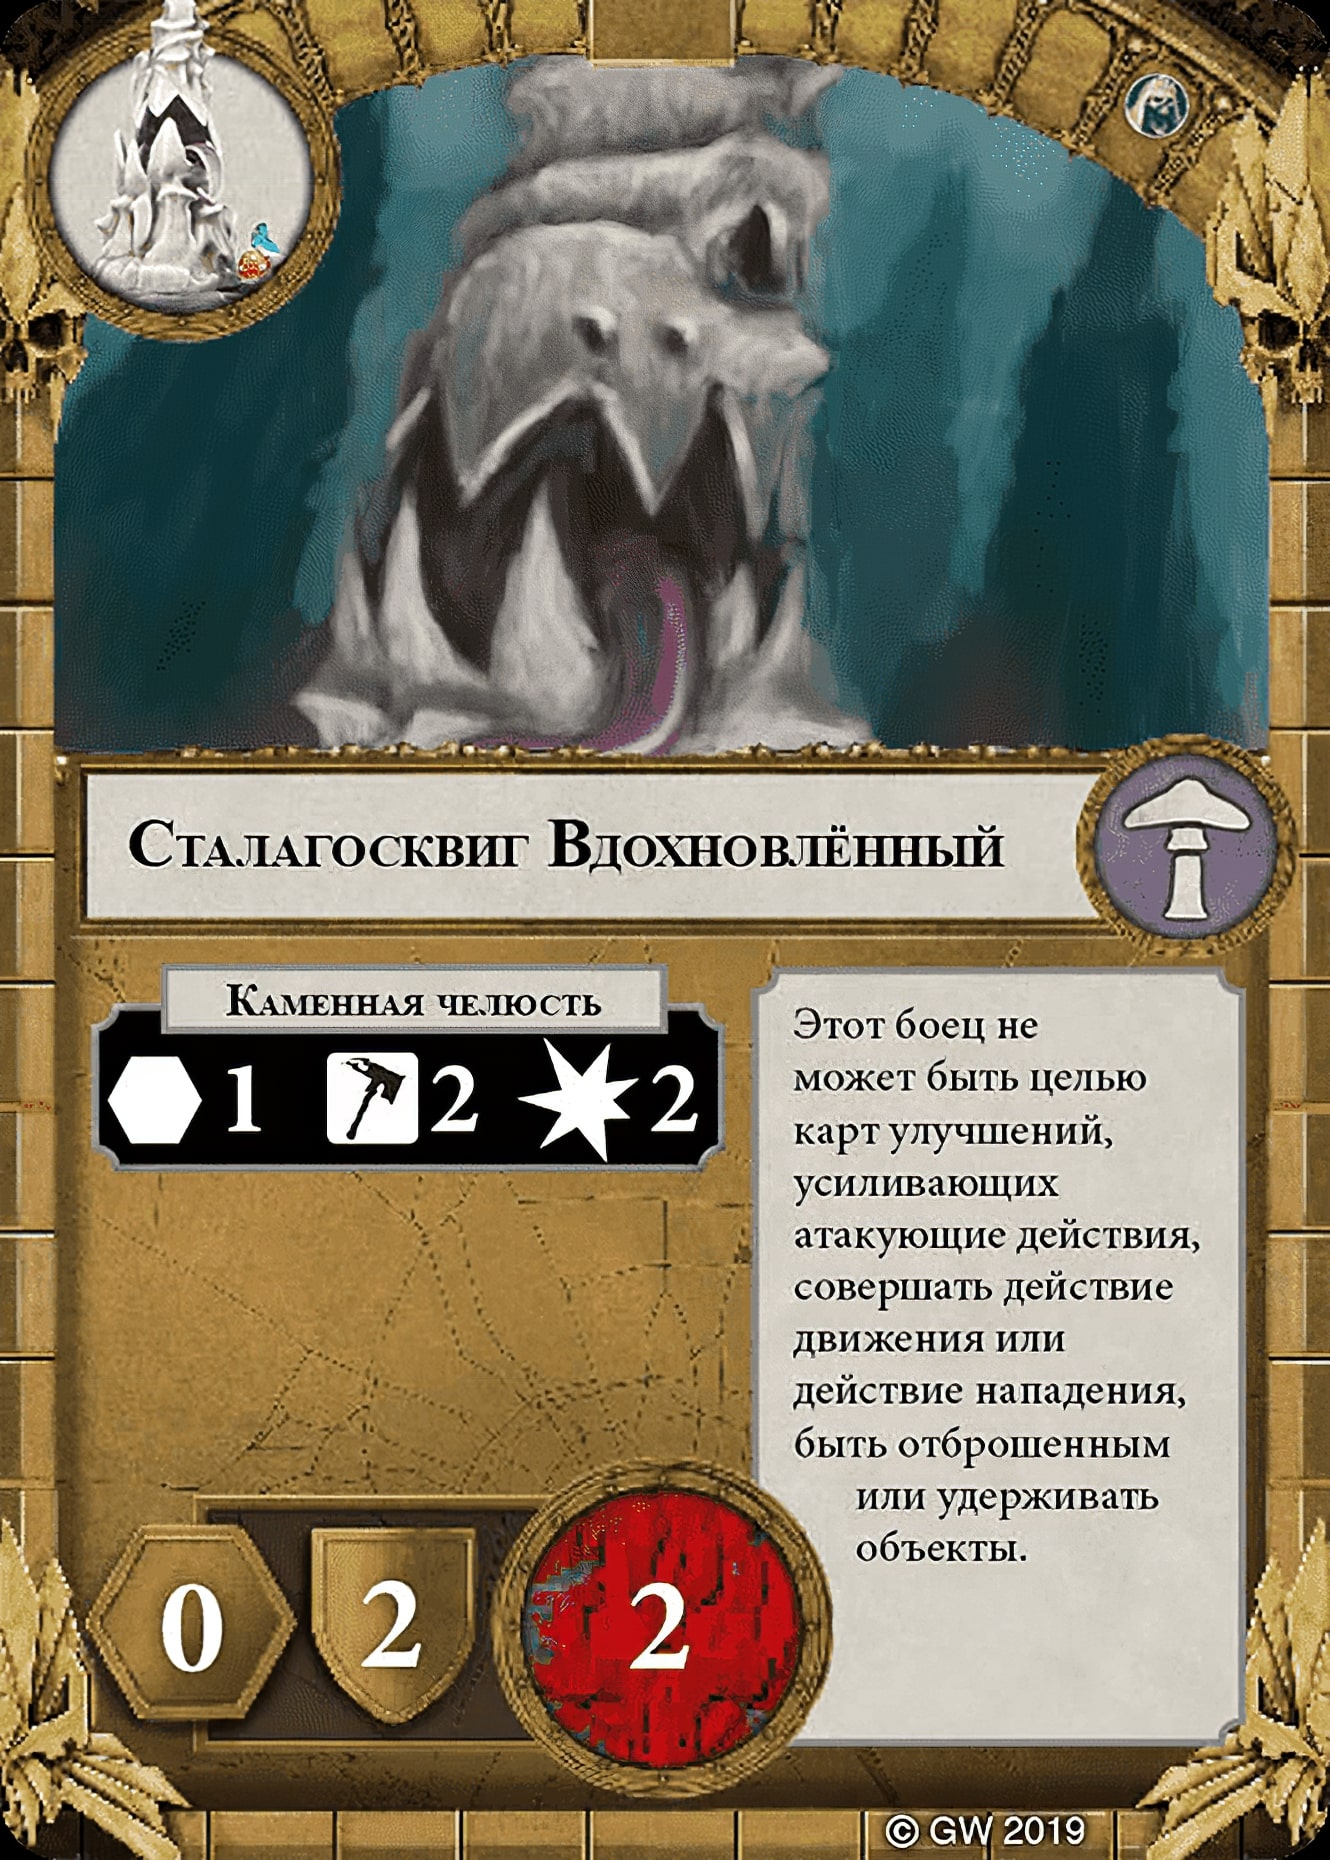 Сталагосквиг Вдохновлённый
Каменная челюсть
1 2 2
Этот боец не
может быть целью
карт улучшений,
усиливающих
атакующие действия,
совершать действие
движения или
действие нападения,
быть отброшенным
или удерживать
объекты.
0 2 2
© GW 2019